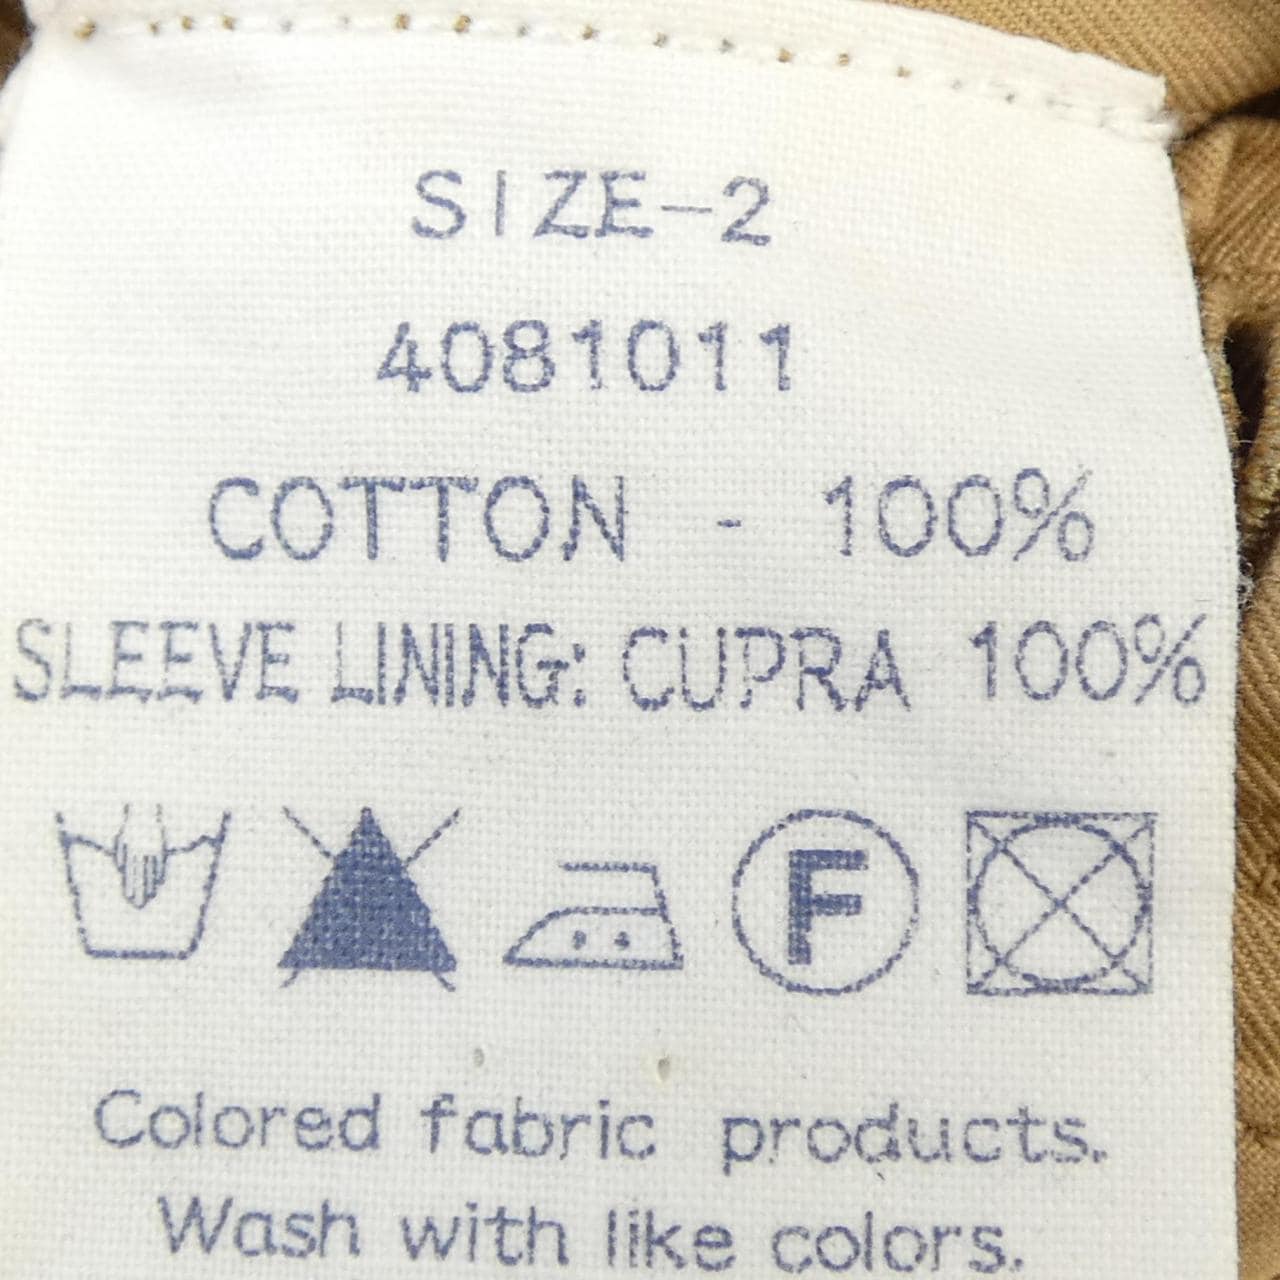 SIZE-2
4081011
COTTON - 100%
SLEEVE LINING: CUPRA 100%
F
Colored fabric products.
Wash with like colors.